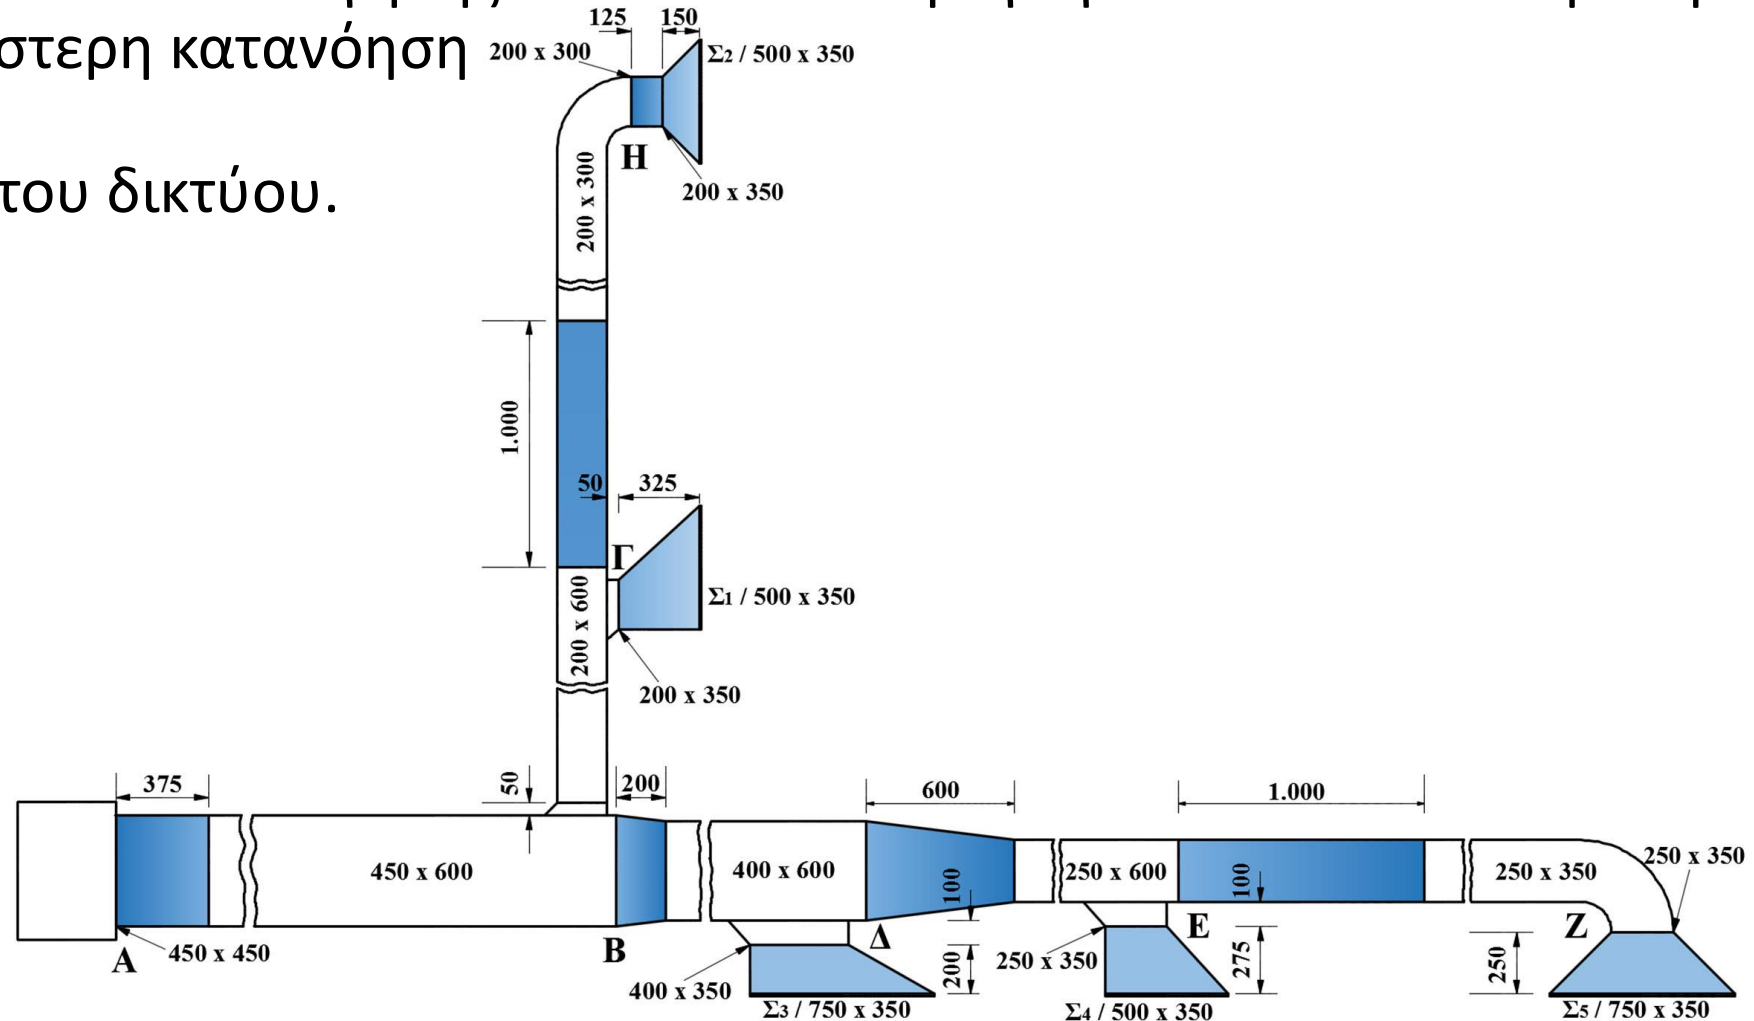 στερη κατανόηση
του δικτύου.
125
150
200 x 300
Σ2 / 500 x 350
H
200 x 300
200 x 350
1.000
50
325
Γ
Σ1 / 500 x 350
200 x 600
200 x 350
375
50
200
600
1.000
450 x 600
400 x 600
100
250 x 600
100
250 x 350
250 x 350
A
450 x 450
B
Δ
E
Z
400 x 350
200
250 x 350
275
250
Σ3 / 750 x 350
Σ4 / 500 x 350
Σ5 / 750 x 350